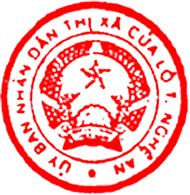 ỦY BAN NHÂN DÂN THỊ XÃ CỬA LÒ T. NGHỆ AN